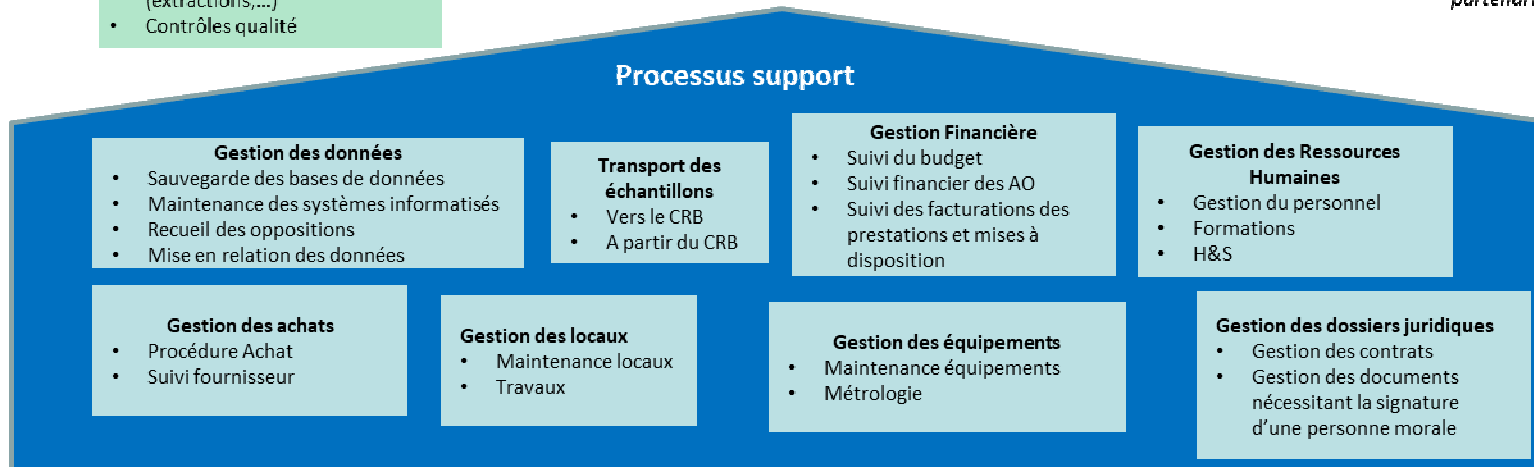 (extractions,...)
• Contrôles qualité
partenari
Processus support
Gestion des données
• Sauvegarde des bases de données
• Maintenance des systèmes informatisés
• Recueil des oppositions
• Mise en relation des données
Transport des
échantillons
• Vers le CRB
• A partir du CRB
Gestion Financière
• Suivi du budget
• Suivi financier des AO
• Suivi des facturations des
prestations et mises à
disposition
Gestion des Ressources
Humaines
• Gestion du personnel
• Formations
• H&S
Gestion des achats
• Procédure Achat
• Suivi fournisseur
Gestion des locaux
• Maintenance locaux
• Travaux
Gestion des équipements
• Maintenance équipements
• Métrologie
Gestion des dossiers juridiques
• Gestion des contrats
• Gestion des documents
nécessitant la signature
d'une personne morale